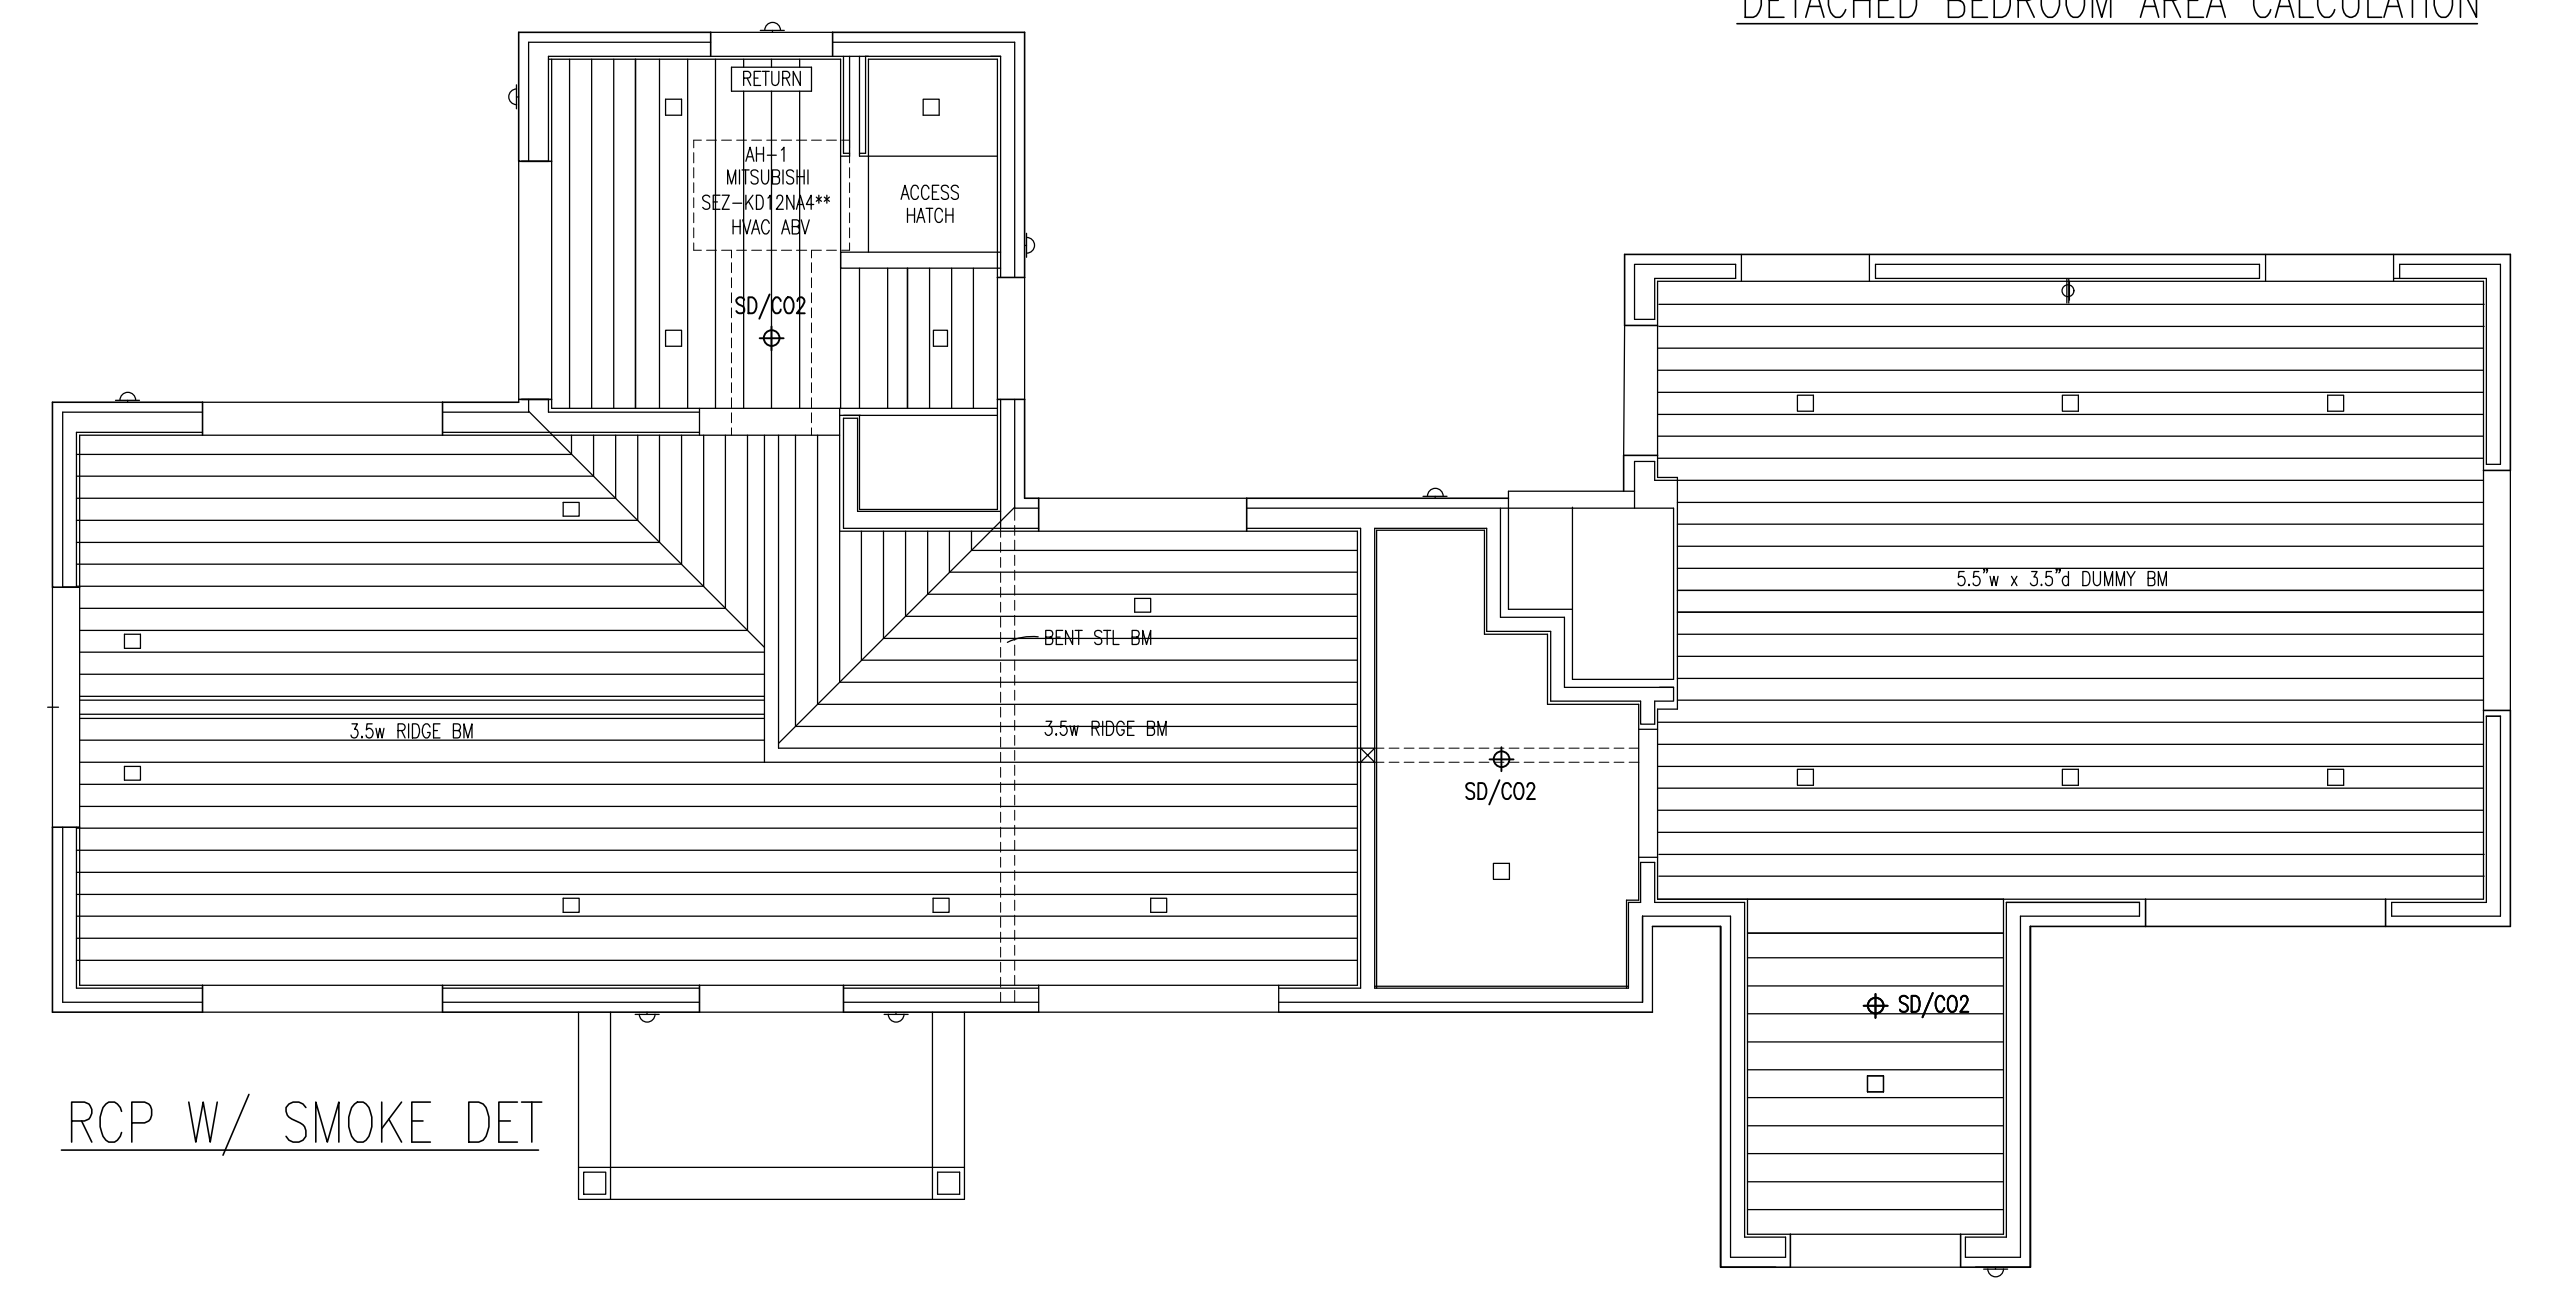 DETACHED BEDROOM AREA CALCULATION
RETURN
AH-1
MITSUBISHI
SEZ-KD12NA4**
HVAC ABV
ACCESS
HATCH
SD/CO2
5.5"w x 3.5"d DUMMY BM
BENT STL BM
3.5w RIDGE BM
3.5w RIDGE BM
SD/CO2
SD/CO2
RCP W/ SMOKE DET